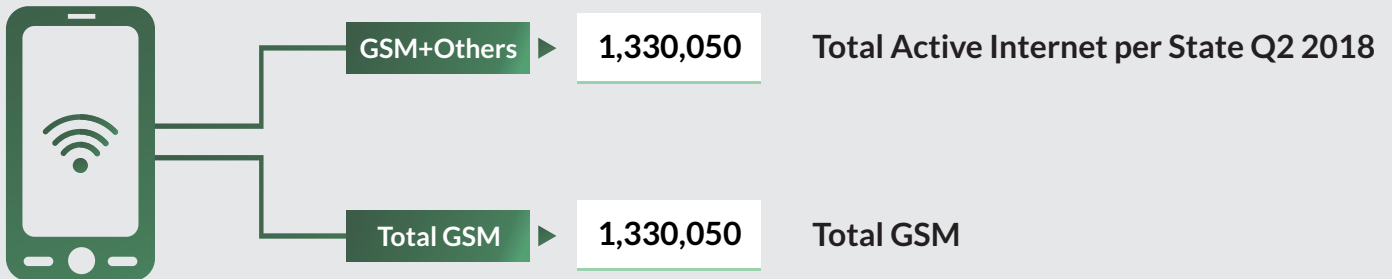 GSM+Others 1,330,050 Total Active Internet per State Q2 2018
Total GSM 1,330,050 Total GSM